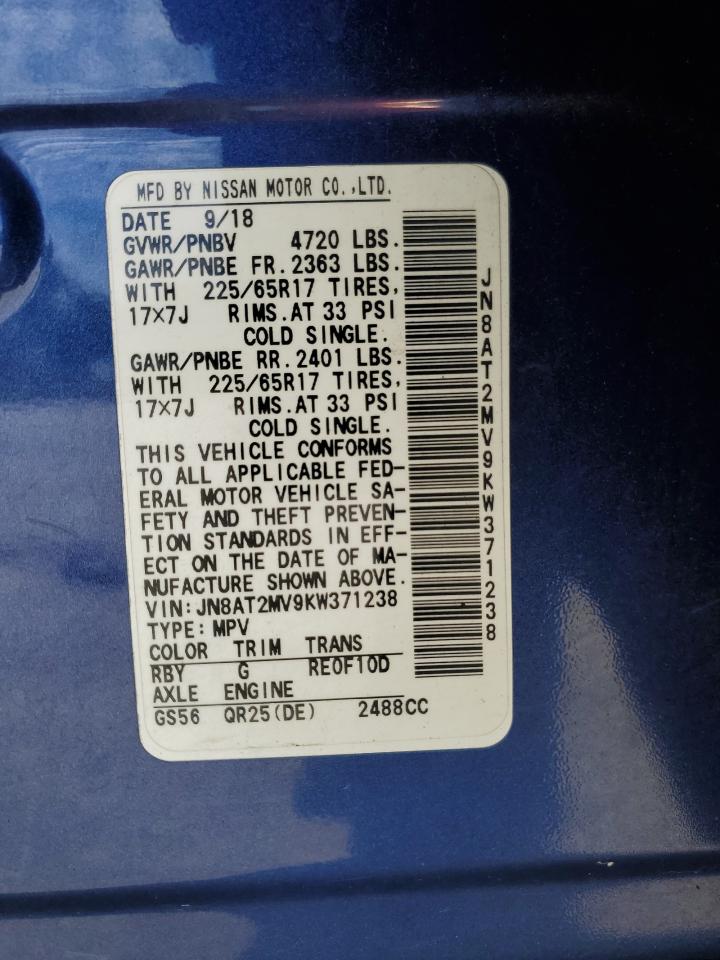 MFD BY NISSAN MOTOR CO.,LTD.
DATE 9/18
GVWR/PNBV 4720 LBS.
GAWR/PNBE FR.2363 LBS.
WITH 225/65R17 TIRES,
17×7J RIMS.AT 33 PSI
COLD SINGLE.
GAWR/PNBE RR.2401 LBS.
WITH 225/65R17 TIRES,
17×7J RIMS.AT 33 PSI
COLD SINGLE.
THIS VEHICLE CONFORMS
TO ALL APPLICABLE FED-
ERAL MOTOR VEHICLE SA-
FETY AND THEFT PREVEN-
TION STANDARDS IN EFF-
ECT ON THE DATE OF MA-
NUFACTURE SHOWN ABOVE.
VIN:JN8AT2MV9KW371238
TYPE:MPV
COLOR TRIM TRANS
RBY G RE0F10D
AXLE ENGINE
GS56 QR25(DE) 2488CC
JN8AT2MV9KW371238